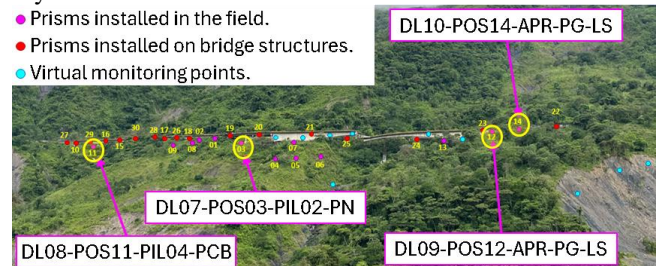 ● Prisms installed in the field.
● Prisms installed on bridge structures.
● Virtual monitoring points.
DL10-POS14-APR-PG-LS
27 10 29 11 16 15 30 28 17 26 18 02 09 08 01 19 03 20 21 07 04 05 06 25 24 13 23 12 14 22
DL07-POS03-PIL02-PN
DL08-POS11-PIL04-PCB
DL09-POS12-APR-PG-LS